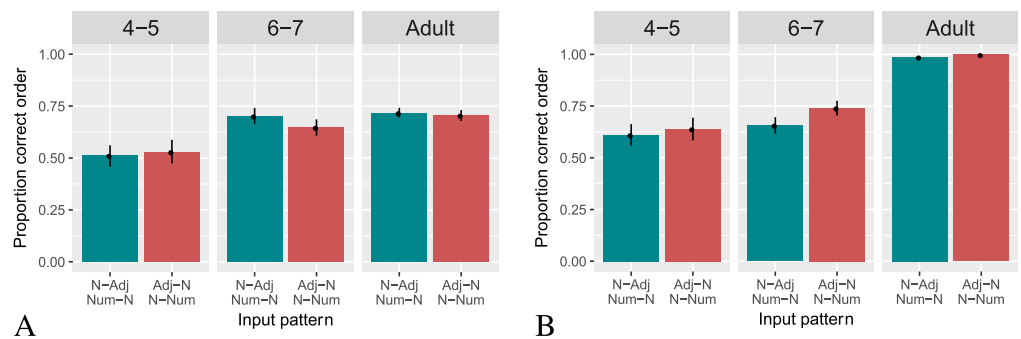 4−5 6−7 Adult
Proportion correct order
1.00
0.75
0.50
0.25
0.00
N−Adj Adj−N N−Adj Adj−N N−Adj Adj−N
Num−N N−Num Num−N N−Num Num−N N−Num
Input pattern
A
4−5 6−7 Adult
Proportion correct order
1.00
0.75
0.50
0.25
0.00
N−Adj Adj−N N−Adj Adj−N N−Adj Adj−N
Num−N N−Num Num−N N−Num Num−N N−Num
Input pattern
B